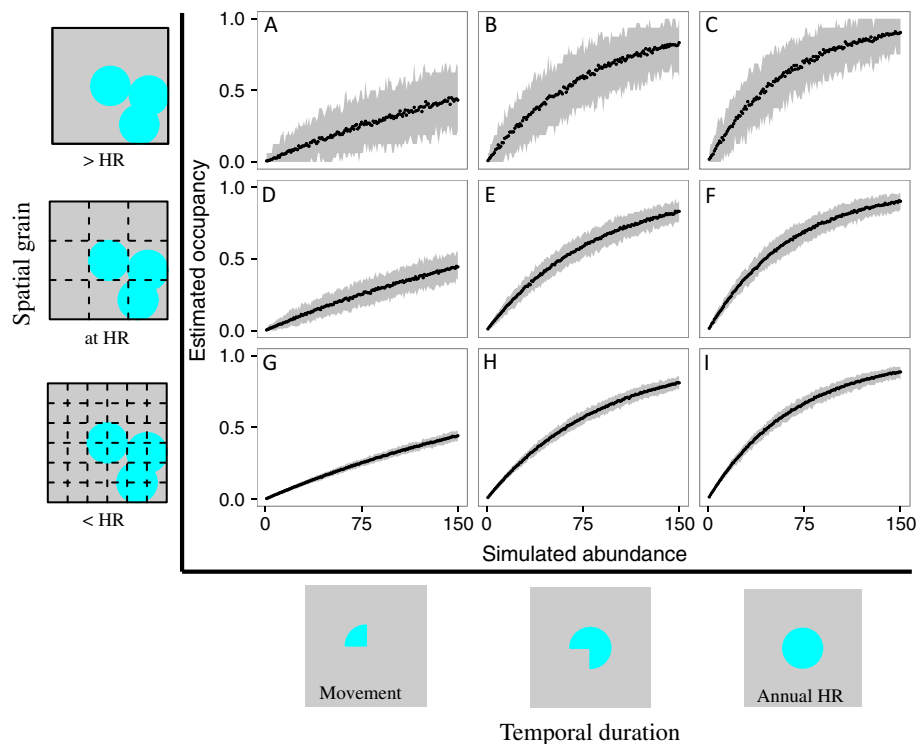 A
B
C
1.0
0.5
0.0
> HR
D
E
F
1.0
0.5
0.0
at HR
G
H
I
1.0
0.5
0.0
< HR
Spatial grain
Estimated occupancy
0 75 150
0 75 150
0 75 150
Simulated abundance
Movement
Annual HR
Temporal duration